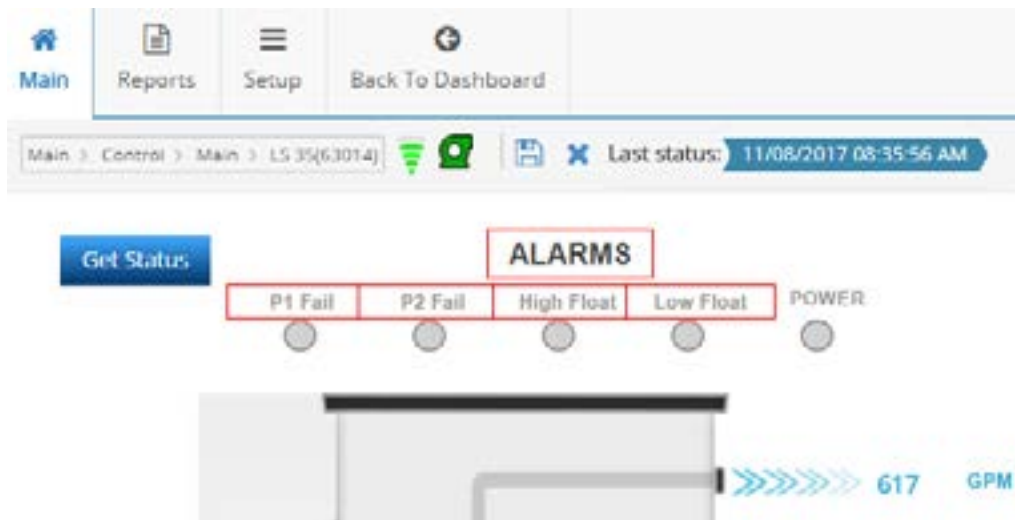 Main Reports Setup Back To Dashboard
Main > Control > Main > LS 35(63014) Last status: 11/08/2017 08:35:56 AM
Get Status
ALARMS
P1 Fail P2 Fail High Float Low Float POWER
617 GPM